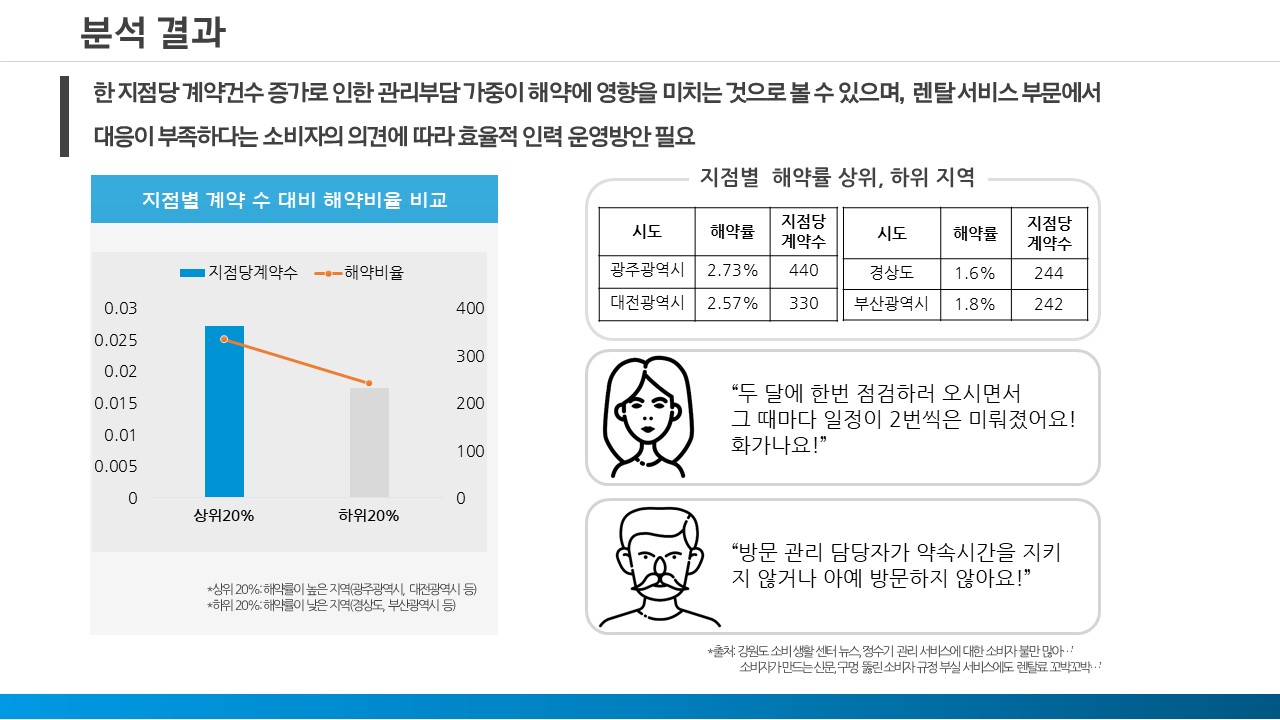 분석 결과
한 지점당 계약건수 증가로 인한 관리부담 가중이 해약에 영향을 미치는 것으로 볼 수 있으며, 렌탈 서비스 부문에서
대응이 부족하다는 소비자의 의견에 따라 효율적 인력 운영방안 필요
지점별 계약 수 대비 해약비율 비교
지점당계약수 해약비율
0.03 400
0.025
0.02 300
0.015 200
0.01
0.005 100
0 0
상위20% 하위20%
*상위 20%: 해약률이 높은 지역(광주광역시, 대전광역시 등)
*하위 20%: 해약률이 낮은 지역(경상도, 부산광역시 등)
지점별 해약률 상위, 하위 지역
시도 해약률 지점당 계약수
광주광역시 2.73% 440
대전광역시 2.57% 330
시도 해약률 지점당 계약수
경상도 1.6% 244
부산광역시 1.8% 242
“두 달에 한번 점검하러 오시면서
그 때마다 일정이 2번씩은 미뤄졌어요!
화가나요!”
“방문 관리 담당자가 약속시간을 지키
지 않거나 아예 방문하지 않아요!”
*출처: 강원도 소비 생활 센터 뉴스, ‘정수기 관리 서비스에 대한 소비자 불만 많아…’
소비자가 만드는 신문, ‘구멍 뚫린 소비자 규정 부실 서비스에도 렌탈료 꼬박꼬박…’